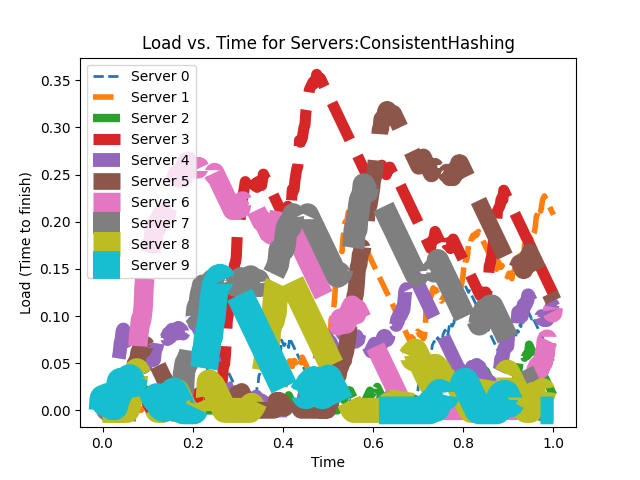 Load vs. Time for Servers:ConsistentHashing
Load (Time to finish)
0.35
0.30
0.25
0.20
0.15
0.10
0.05
0.00
Server 0
Server 1
Server 2
Server 3
Server 4
Server 5
Server 6
Server 7
Server 8
Server 9
0.0 0.2 0.4 0.6 0.8 1.0
Time